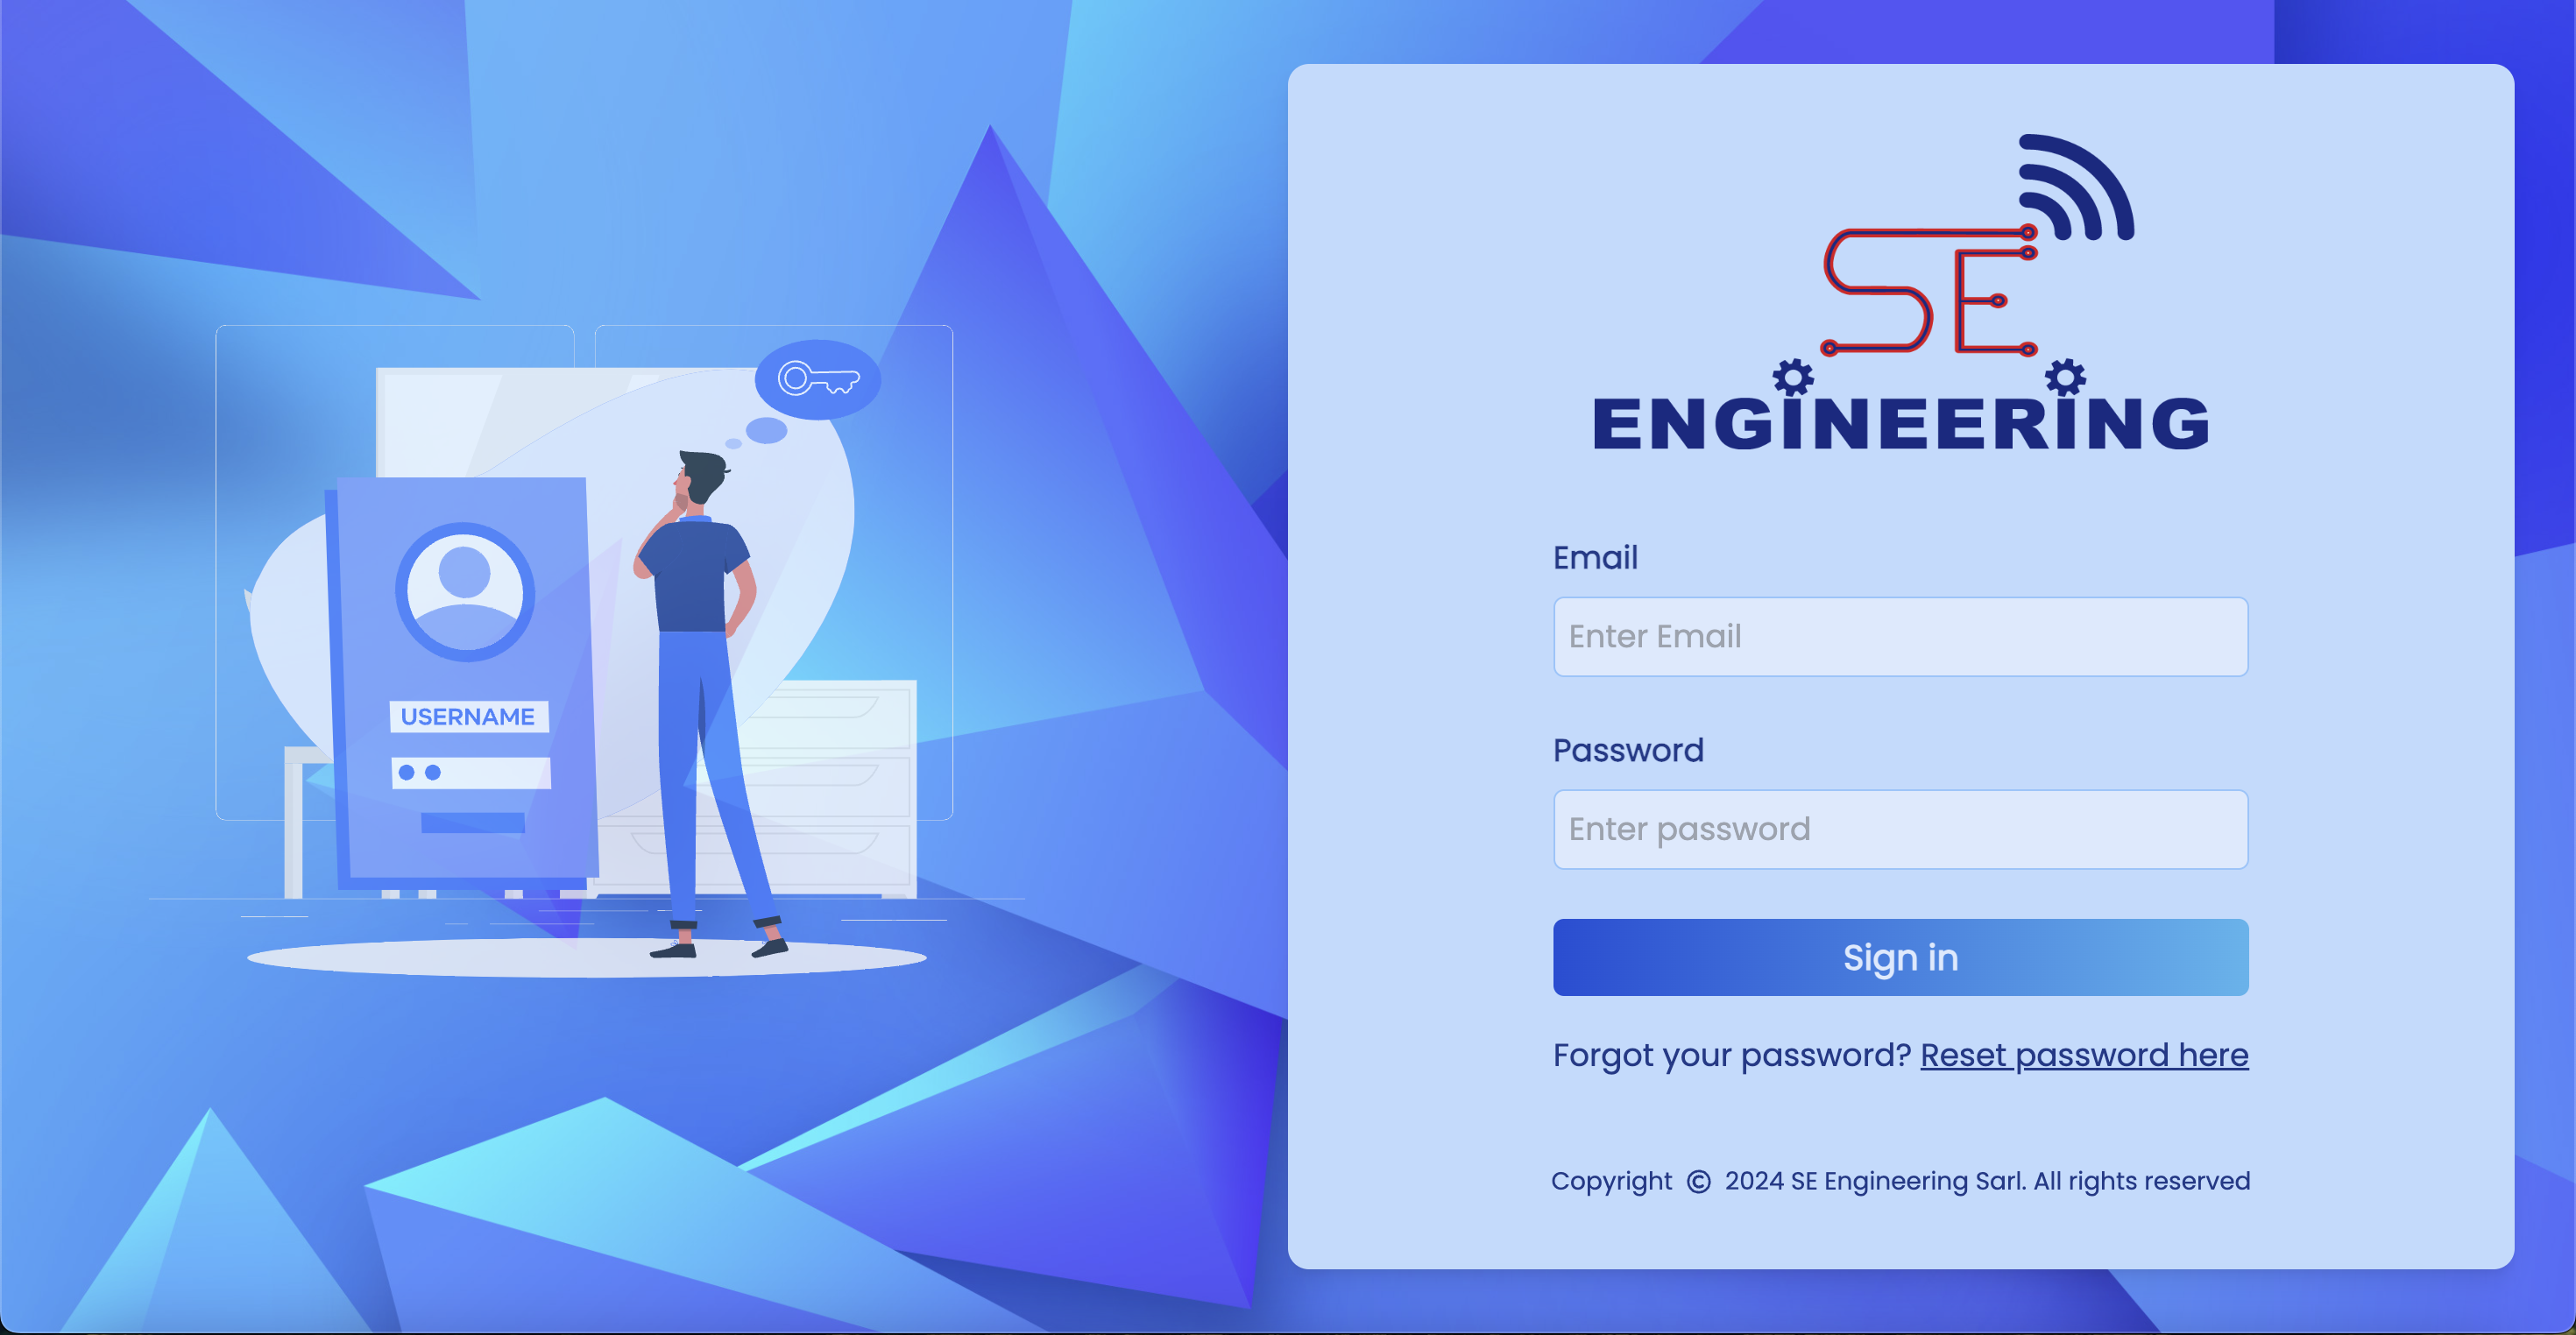 SE
ENGINEERING
USERNAME
Email
Enter Email
Password
Enter password
Sign in
Forgot your password? Reset password here
Copyright © 2024 SE Engineering Sarl. All rights reserved